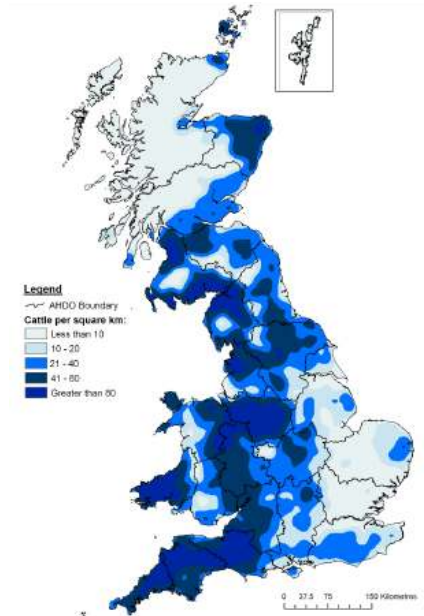 Legend
AHDO Boundary
Cattle per square km:
Less than 10
10 - 20
21 - 40
41 - 60
Greater than 60
0 37.5 75 150 Kilometres